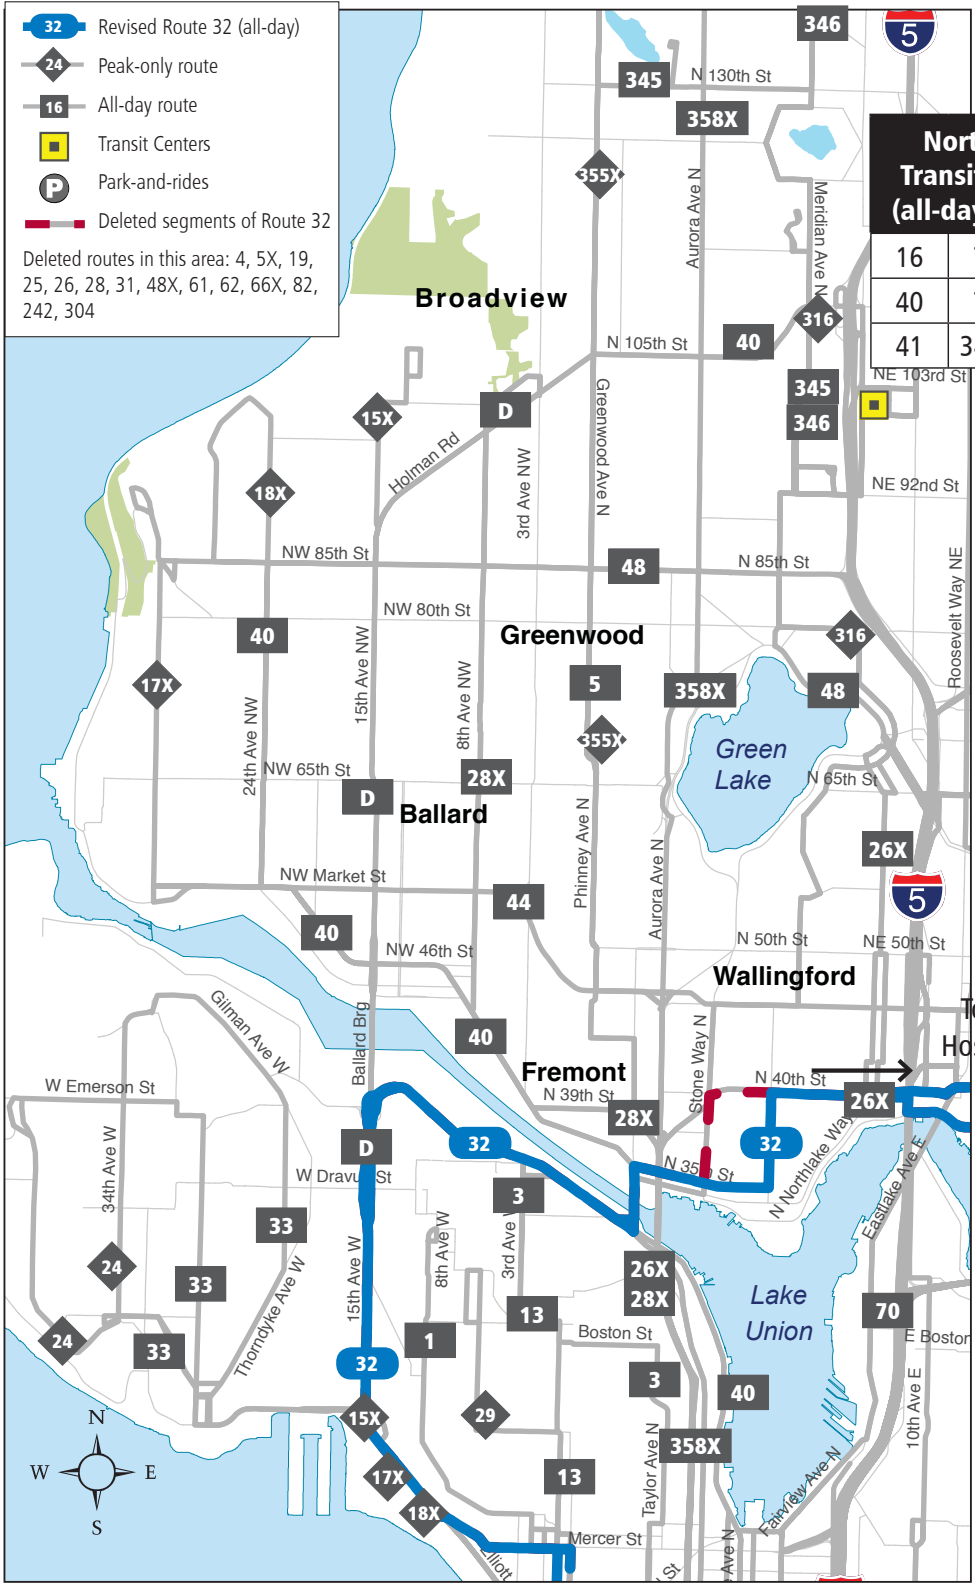 32 Revised Route 32 (all-day)
24 Peak-only route
16 All-day route
Transit Centers
P Park-and-rides
Deleted segments of Route 32
Deleted routes in this area: 4, 5X, 19,
25, 26, 28, 31, 48X, 61, 62, 66X, 82,
242, 304
346
5
345
N 130th St
358X
355X
Aurora Ave N
Meridian Ave N
16
40
41
Broadview
316
N 105th St
40
NE 103rd St
345
346
15X
D
Greenwood Ave N
Holman Rd
3rd Ave NW
18X
NE 92nd St
NW 85th St
48
N 85th St
Roosevelt Way NE
NW 80th St
40
Greenwood
316
15th Ave NW
8th Ave NW
17X
5
358X
48
24th Ave NW
355X
Green
Lake
NW 65th St
28X
N 65th St
D
Ballard
Phinney Ave N
Aurora Ave N
26X
NW Market St
44
5
40
NW 46th St
N 50th St
NE 50th St
Wallingford
Gilman Ave W
Ballard Brg
40
Stone Way N
Fremont
W Emerson St
N 39th St
N 40th St
28X
26X
34th Ave W
D
32
32
N 35th St
N Northlake Way
Eastlake Ave E
W Dravus St
3
33
8th Ave W
3rd Ave W
24
33
15th Ave W
Thorndyke Ave W
26X
28X
Lake
Union
70
13
24
33
1
Boston St
E Boston
32
3
40
10th Ave E
15X
29
358X
Taylor Ave N
N
W E
S
17X
13
18X
Fairview Ave N
Mercer St
Elliott
St
Ave N